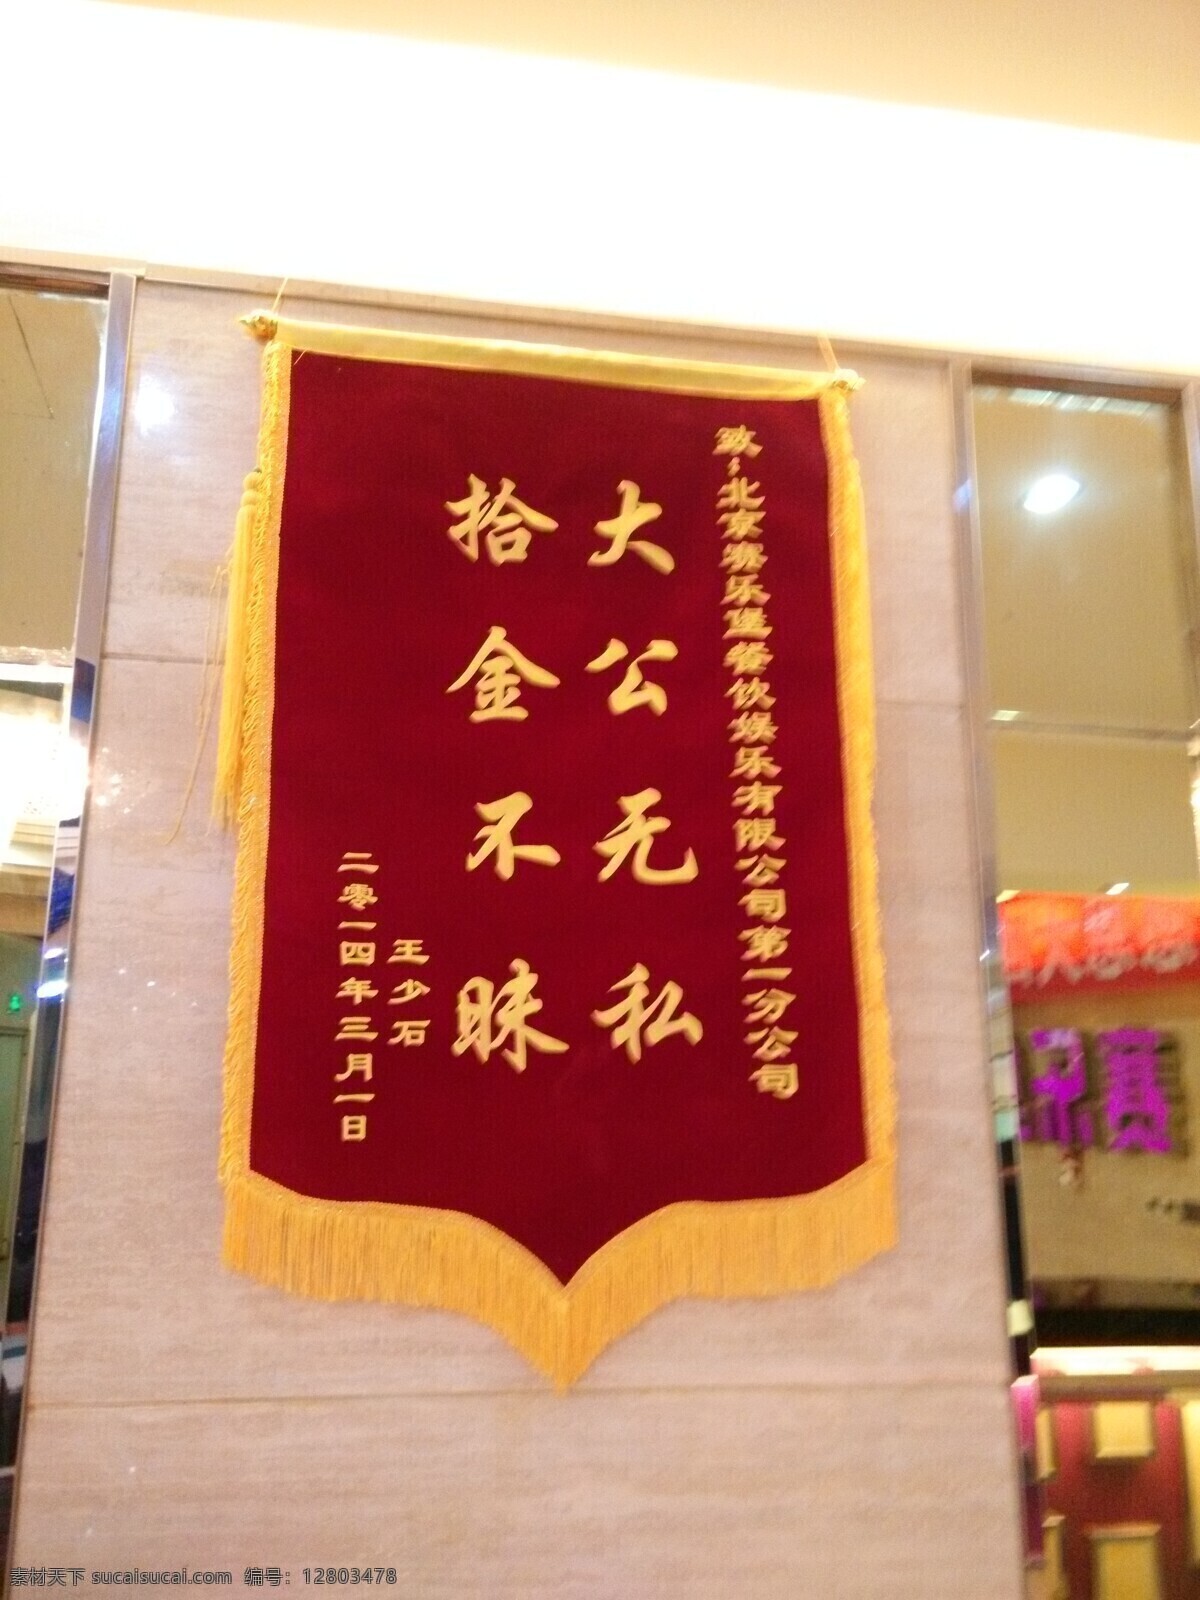 致:北京赛乐堡餐饮娱乐有限公司第一分公司
大公无私
拾金不昧
王少石
二零一四年三月一日
赛
素材天下 sucaisucai.com 编号: 12803478